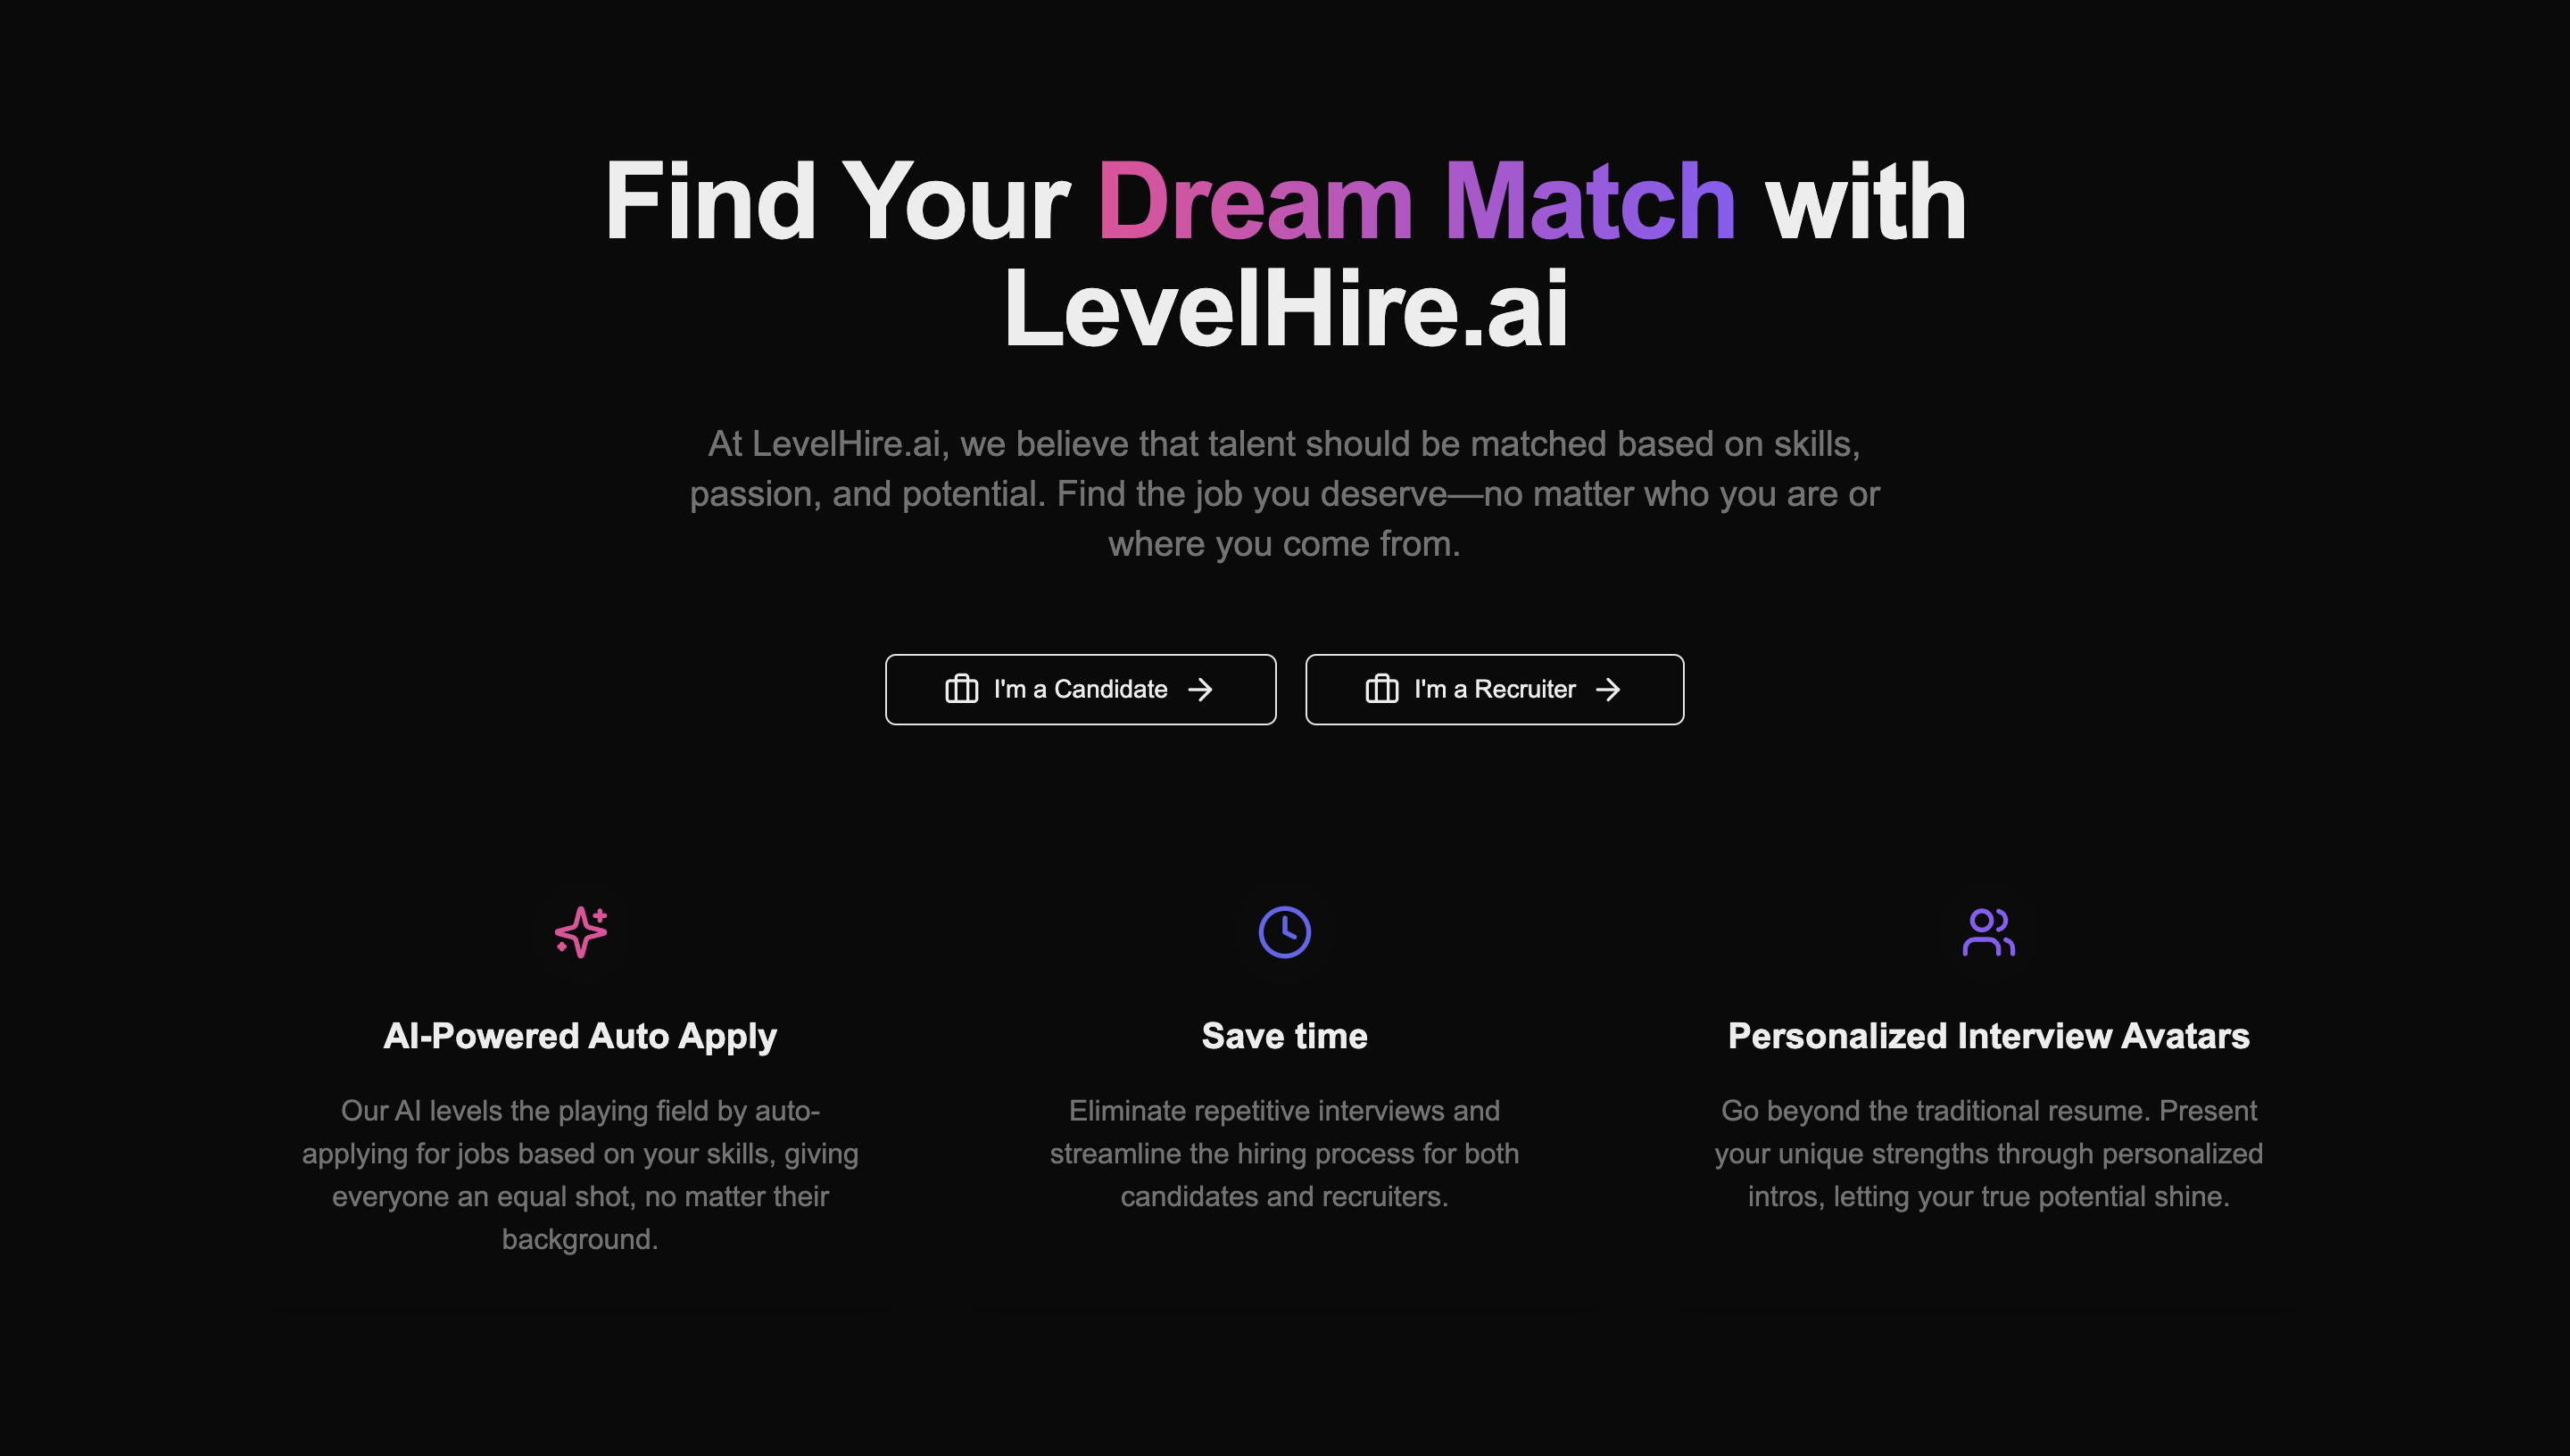 Find Your Dream Match with
LevelHire.ai
At LevelHire.ai, we believe that talent should be matched based on skills,
passion, and potential. Find the job you deserve—no matter who you are or
where you come from.
I'm a Candidate
I'm a Recruiter
AI-Powered Auto Apply
Our AI levels the playing field by auto-
applying for jobs based on your skills, giving
everyone an equal shot, no matter their
background.
Save time
Eliminate repetitive interviews and
streamline the hiring process for both
candidates and recruiters.
Personalized Interview Avatars
Go beyond the traditional resume. Present
your unique strengths through personalized
intros, letting your true potential shine.